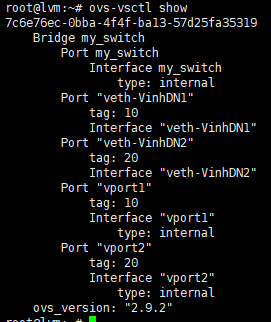 root@lvm:~# ovs-vsctl show
7c6e76ec-0bba-4f4f-ba13-57d25fa35319
    Bridge my_switch
        Port my_switch
            Interface my_switch
                type: internal
        Port "veth-VinhDN1"
            tag: 10
            Interface "veth-VinhDN1"
        Port "veth-VinhDN2"
            tag: 20
            Interface "veth-VinhDN2"
        Port "vport1"
            tag: 10
            Interface "vport1"
                type: internal
        Port "vport2"
            tag: 20
            Interface "vport2"
                type: internal
    ovs_version: "2.9.2"
root@lvm:~#